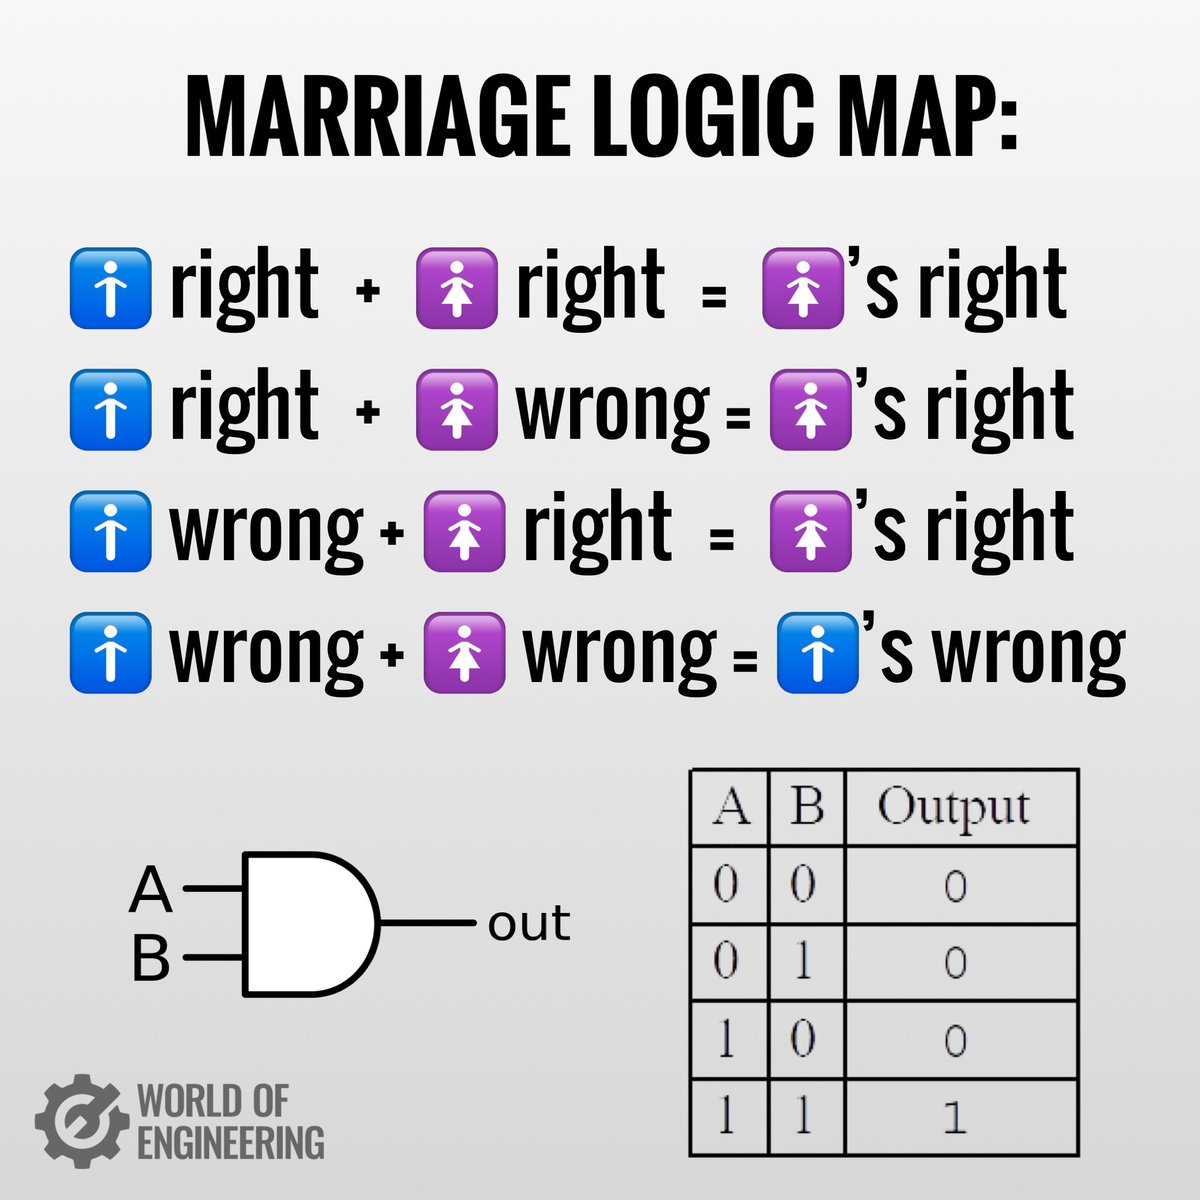 MARRIAGE LOGIC MAP:
right + right = 's right
right + wrong = 's right
wrong + right = 's right
wrong + wrong = 's wrong
A
B
out
A B Output
0 0 0
0 1 0
1 0 0
1 1 1
WORLD OF
ENGINEERING